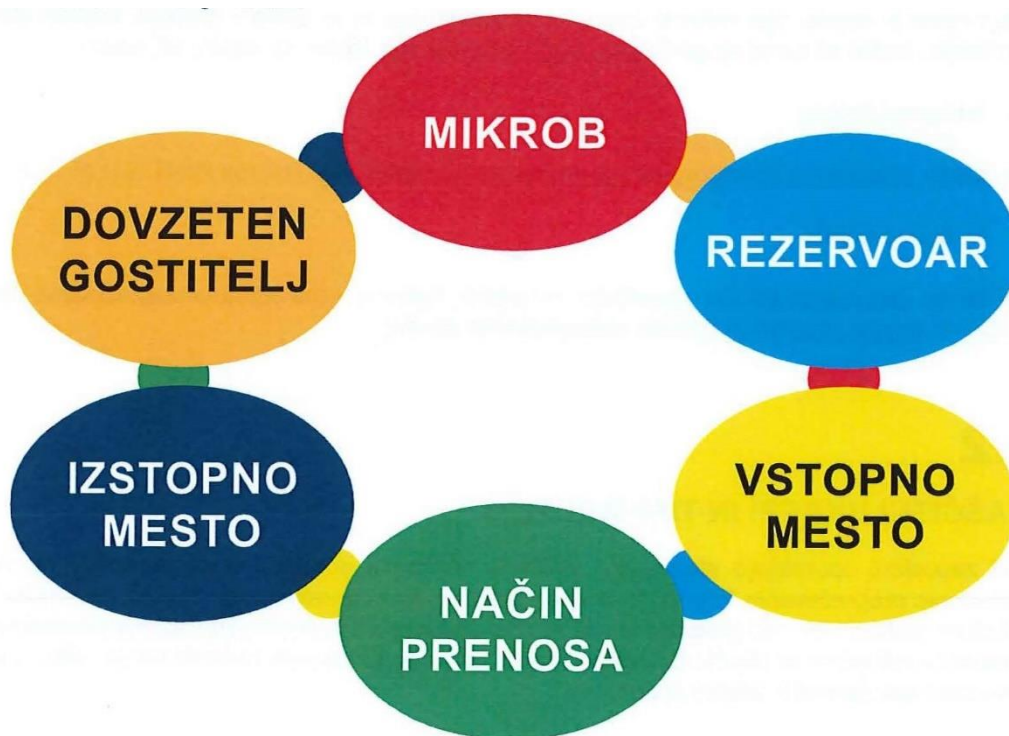 MIKROB
REZERVOAR
VSTOPNO
MESTO
NAČIN
PRENOSA
IZSTOPNO
MESTO
DOVZETEN
GOSTITELJ